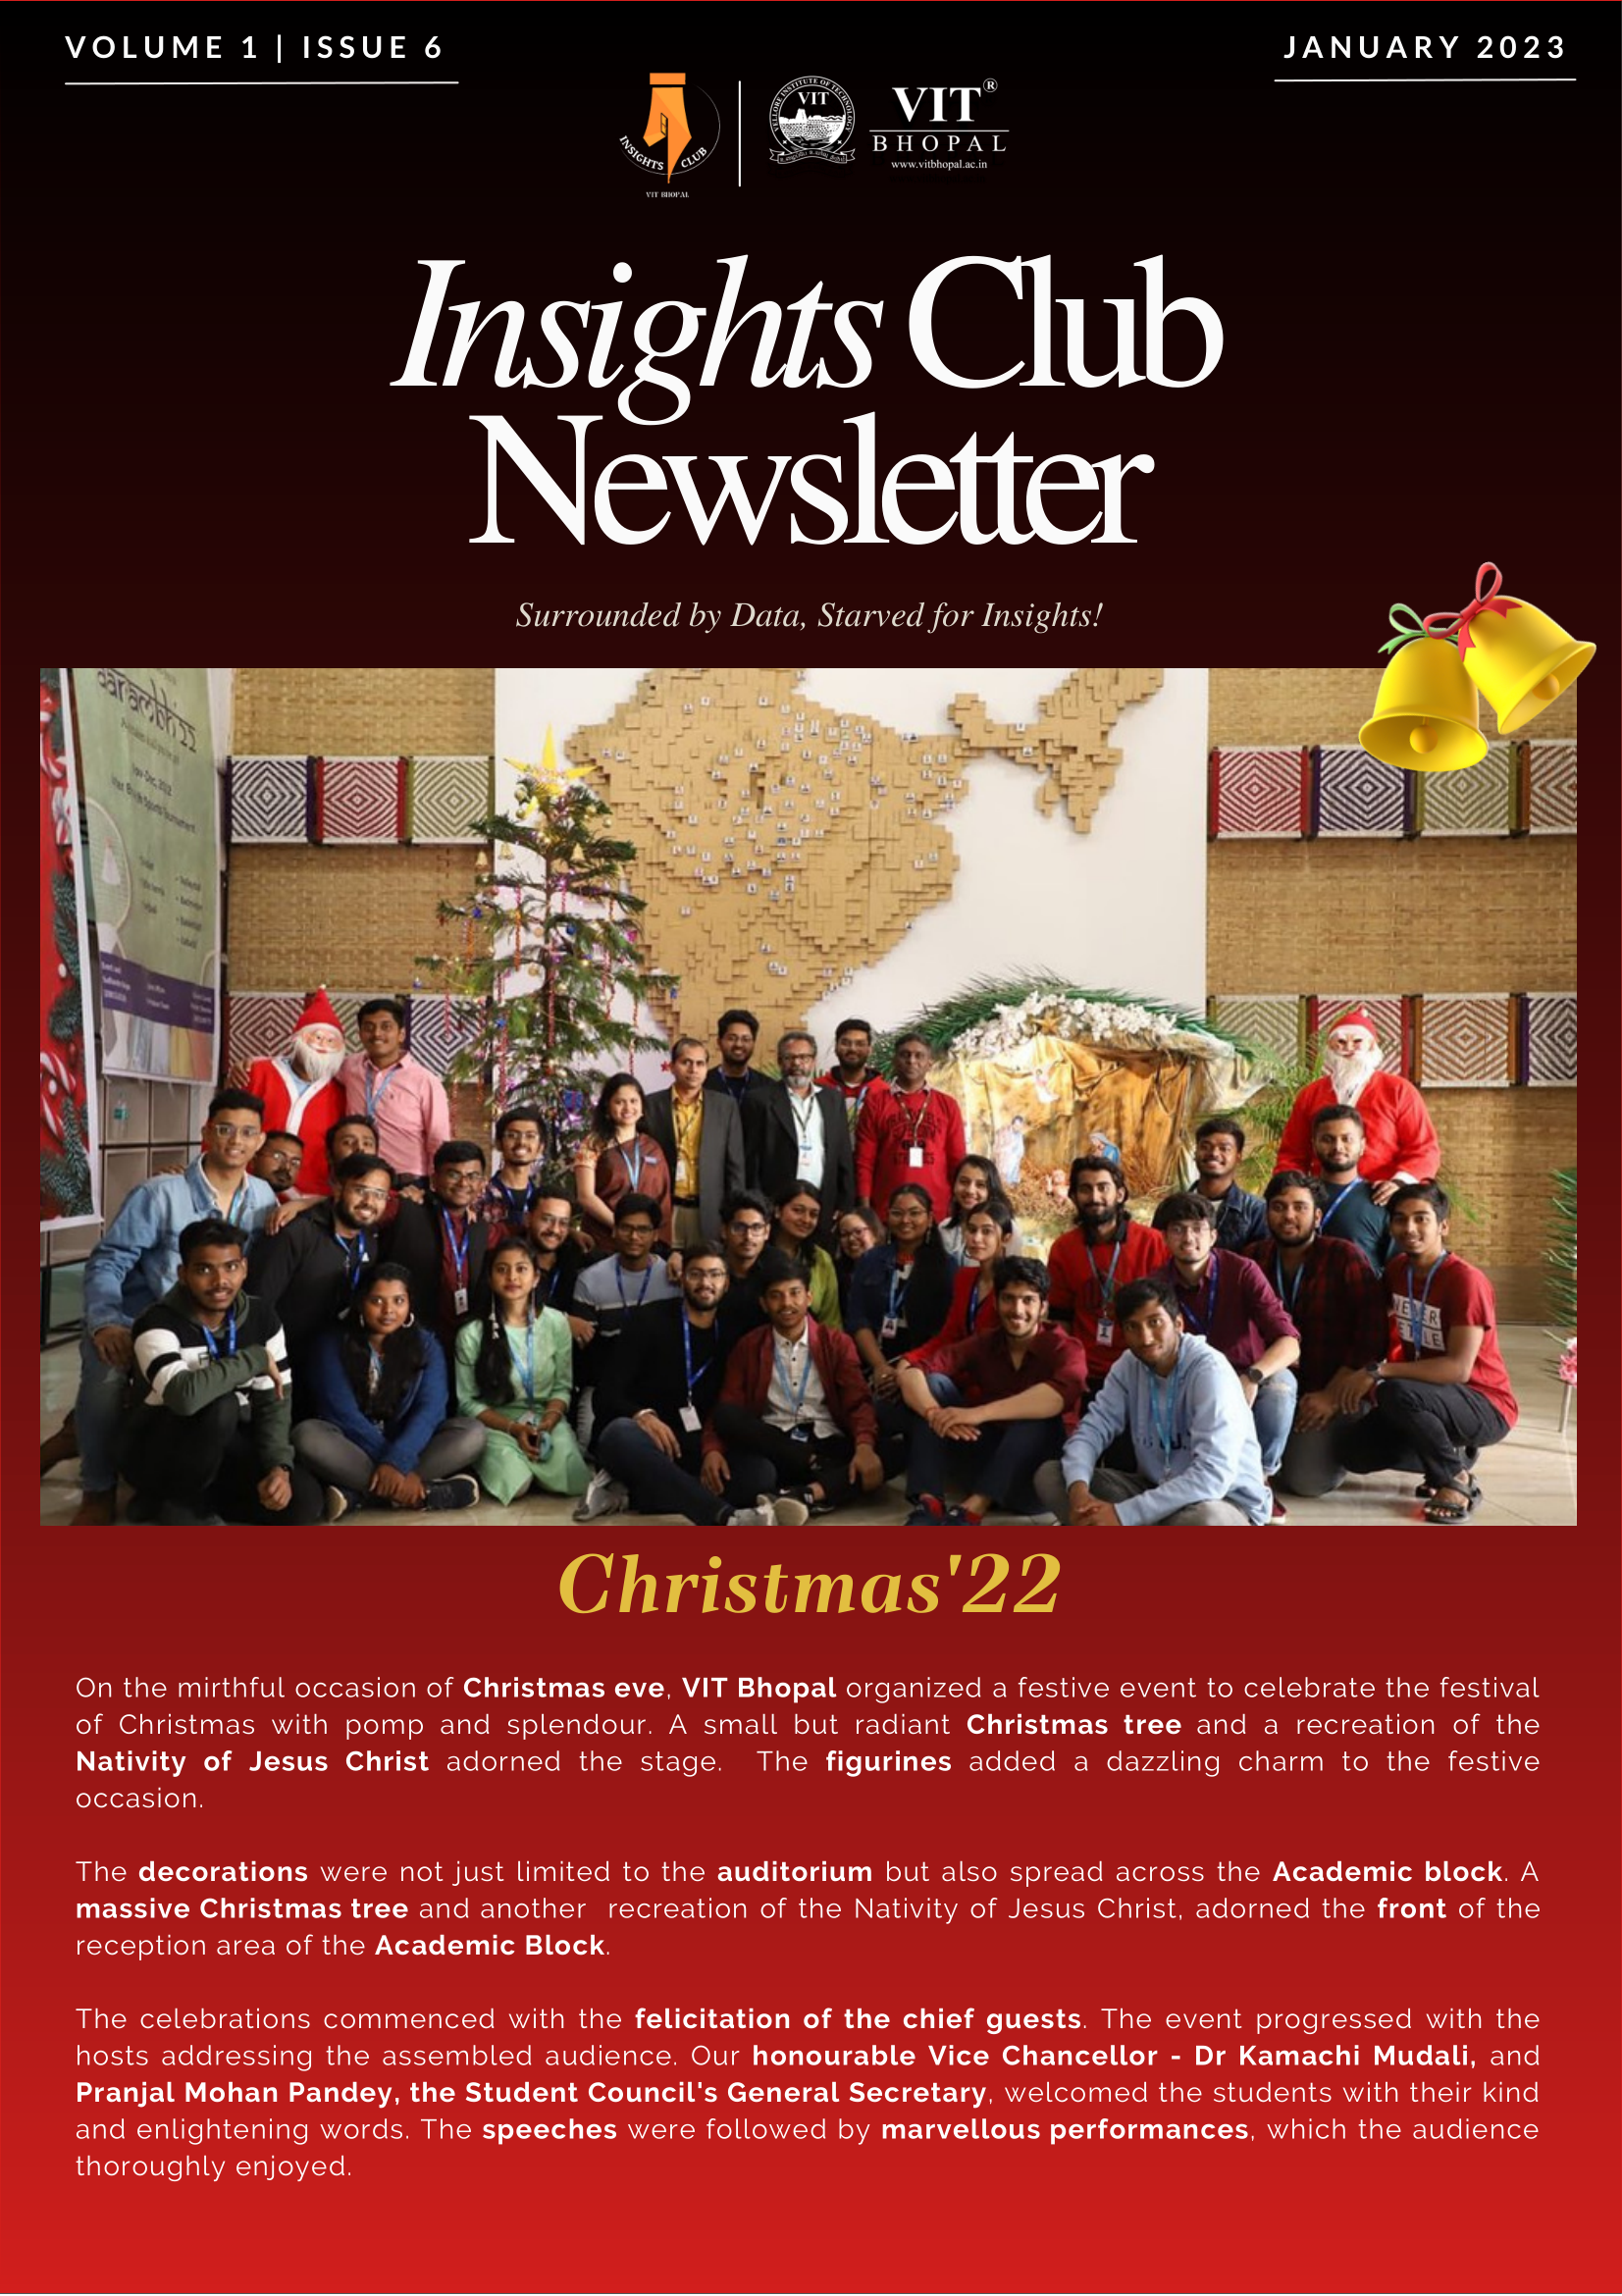 VOLUME 1 | ISSUE 6
JANUARY 2023
INSIGHTS CLUB
VIT BHOPAL
VELLORE INSTITUTE OF TECHNOLOGY
VIT
VIT®
BHOPAL
www.vitbhopal.ac.in
Insights Club
Newsletter
Surrounded by Data, Starved for Insights!
Christmas'22
On the mirthful occasion of Christmas eve, VIT Bhopal organized a festive event to celebrate the festival
of Christmas with pomp and splendour. A small but radiant Christmas tree and a recreation of the
Nativity of Jesus Christ adorned the stage. The figurines added a dazzling charm to the festive
occasion.
The decorations were not just limited to the auditorium but also spread across the Academic block. A
massive Christmas tree and another recreation of the Nativity of Jesus Christ, adorned the front of the
reception area of the Academic Block.
The celebrations commenced with the felicitation of the chief guests. The event progressed with the
hosts addressing the assembled audience. Our honourable Vice Chancellor - Dr Kamachi Mudali, and
Pranjal Mohan Pandey, the Student Council's General Secretary, welcomed the students with their kind
and enlightening words. The speeches were followed by marvellous performances, which the audience
thoroughly enjoyed.